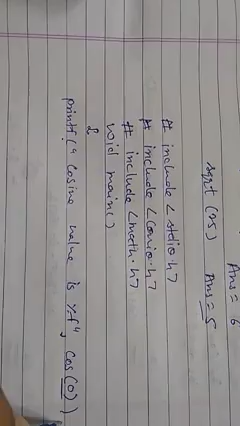 Ans = 6
sqrt (25) Ans = 5
# include < stdio.h >
# include < conio.h >
# include < math.h >
void main()
{
printf(" Cosine value is %f", cos(0))